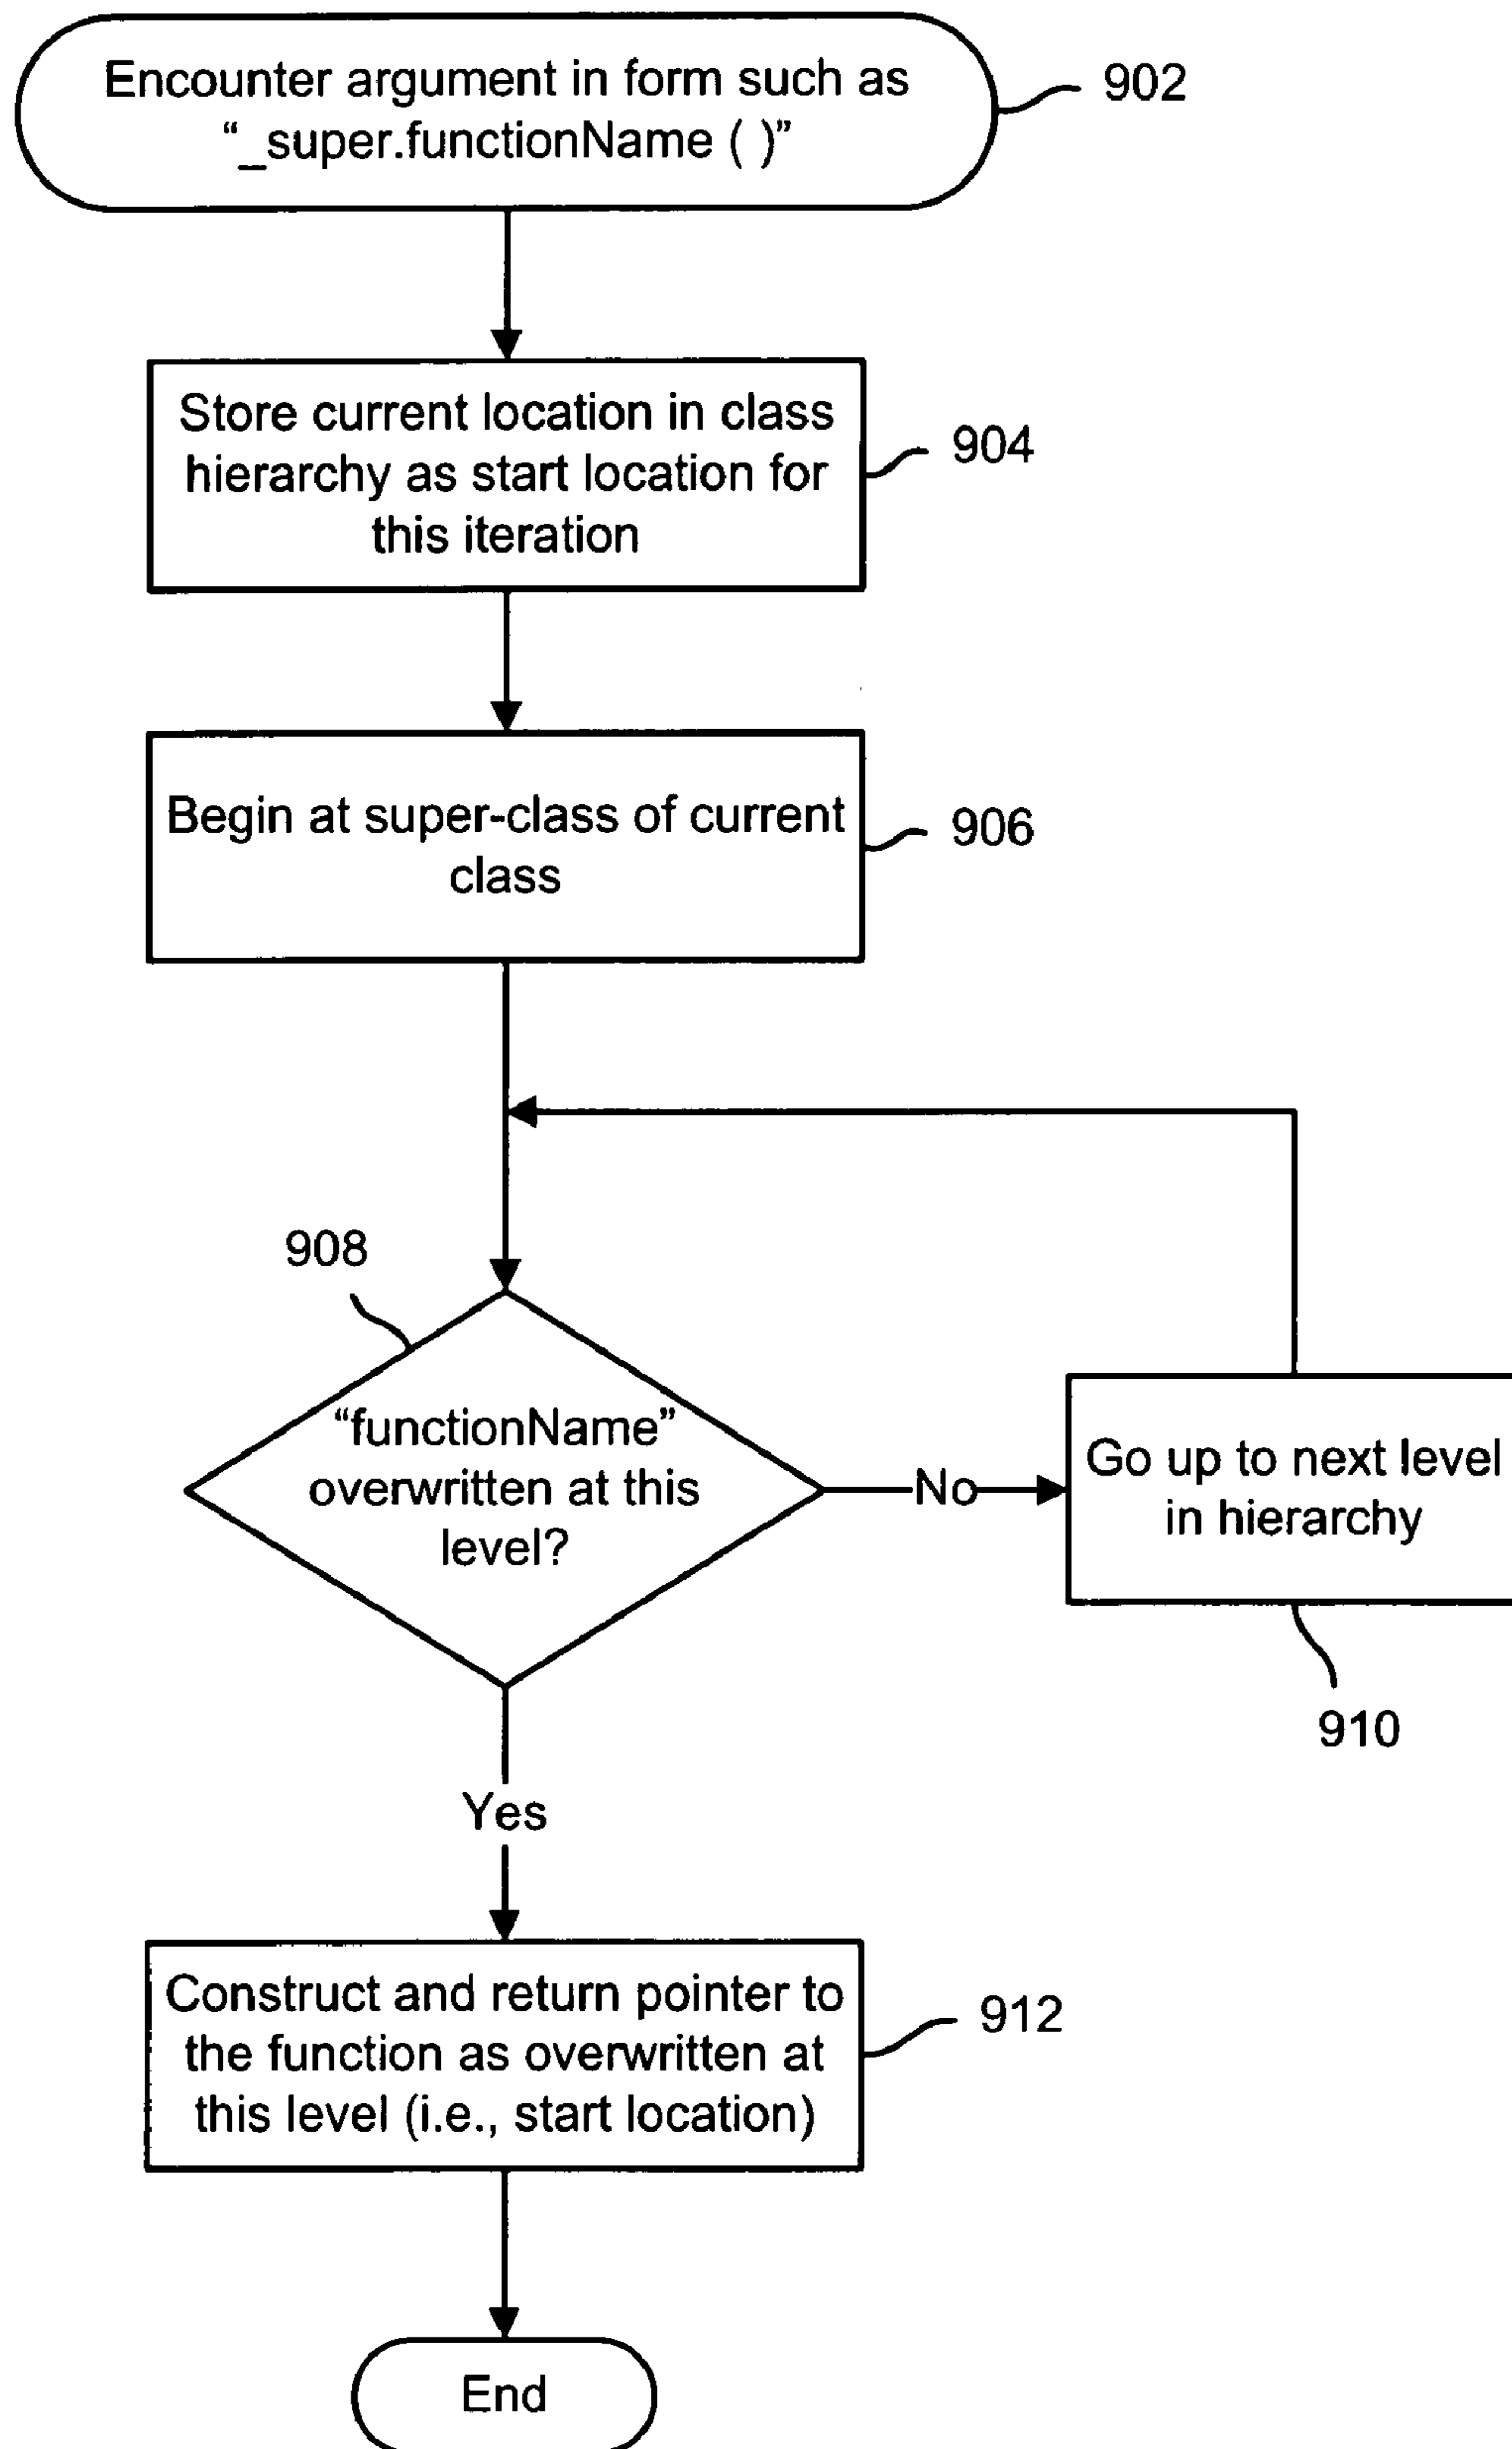 Encounter argument in form such as
“_super.functionName ( )”
902
Store current location in class
hierarchy as start location for
this iteration
904
Begin at super-class of current
class
906
908
“functionName”
overwritten at this
level?
No
Go up to next level
in hierarchy
910
Yes
Construct and return pointer to
the function as overwritten at
this level (i.e., start location)
912
End